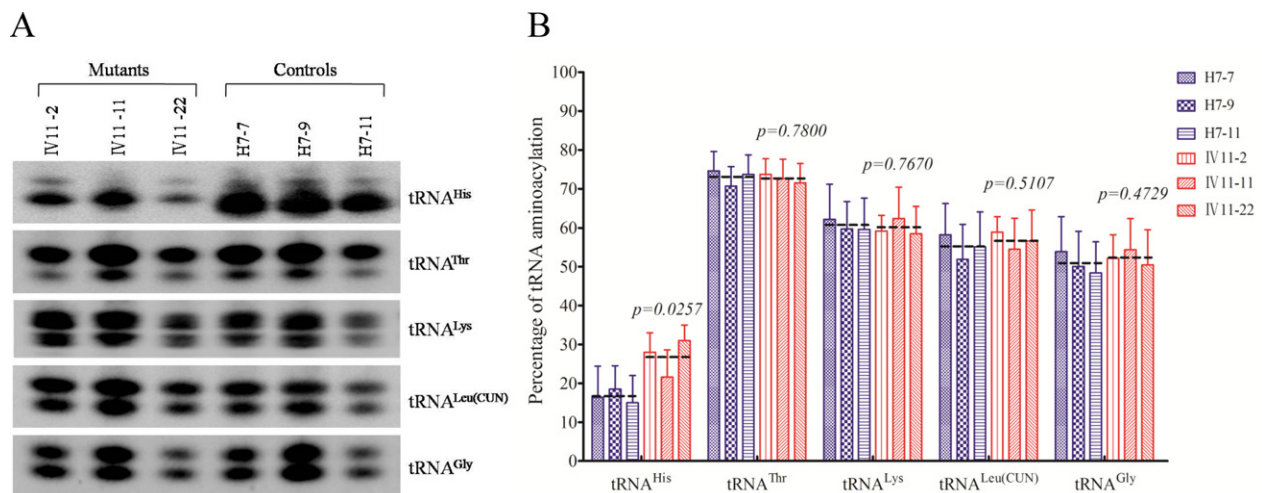 A
Mutants Controls
IV11-2 IV11-11 IV11-22 H7-7 H7-9 H7-11
tRNAHis
tRNAThr
tRNALys
tRNALeu(CUN)
tRNAGly
B
Percentage of tRNA aminoacylation
100
90
80
70
60
50
40
30
20
10
0
p=0.0257
p=0.7800
p=0.7670
p=0.5107
p=0.4729
tRNAHis tRNAThr tRNALys tRNALeu(CUN) tRNAGly
H7-7
H7-9
H7-11
IV11-2
IV11-11
IV11-22